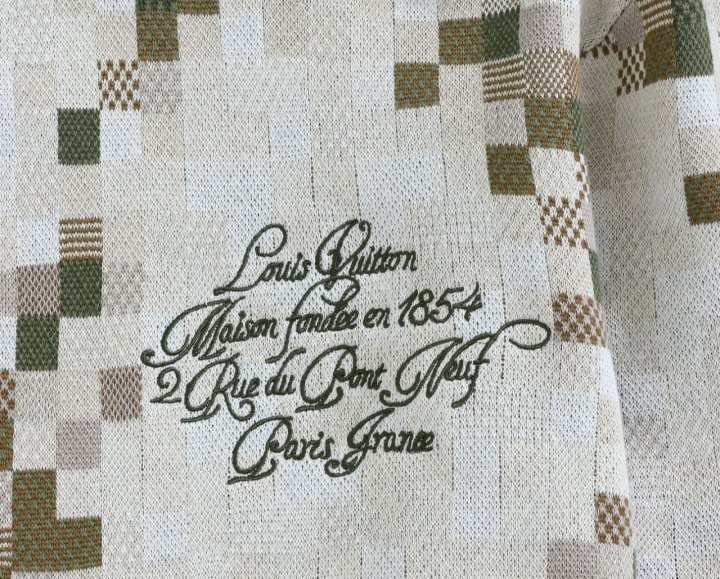 Louis Vuitton
Maison fondée en 1854
2 Rue du Pont Neuf
Paris, France